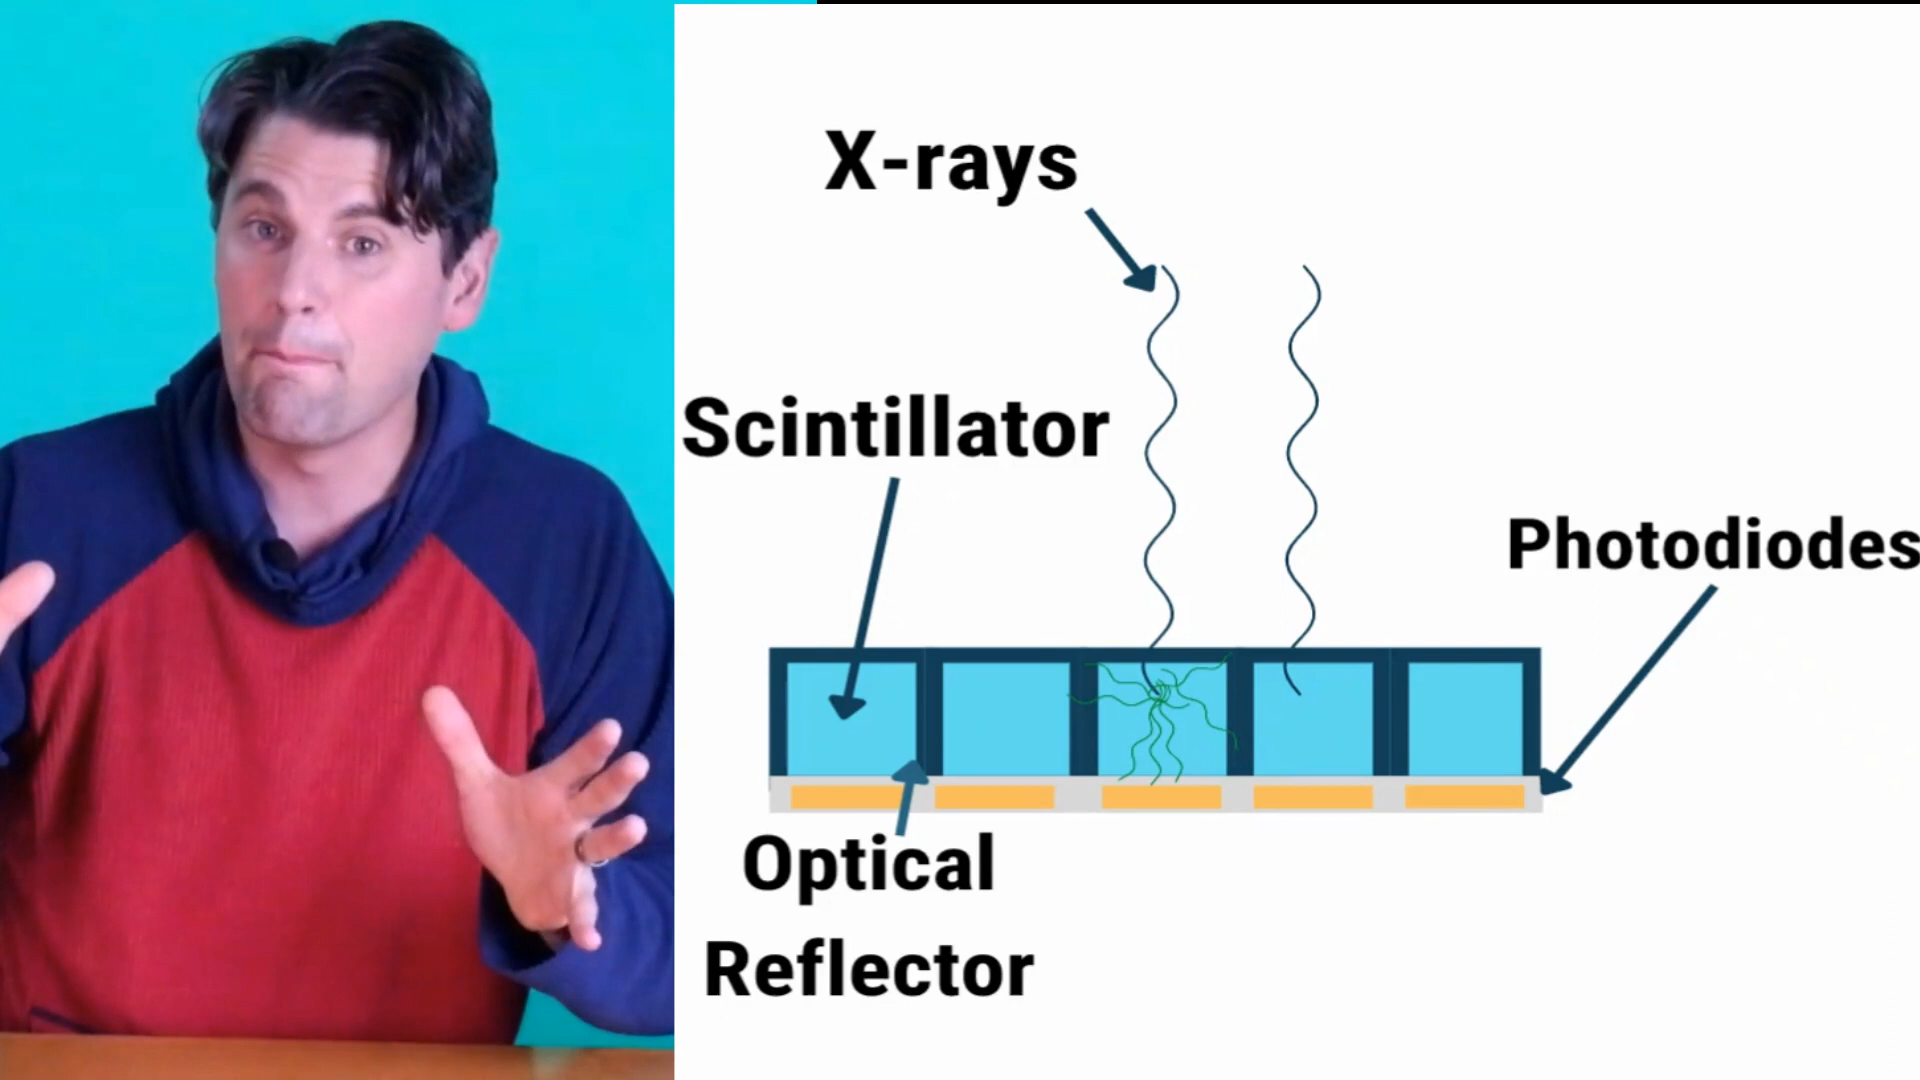 X-rays
Scintillator
Photodiodes
Optical
Reflector